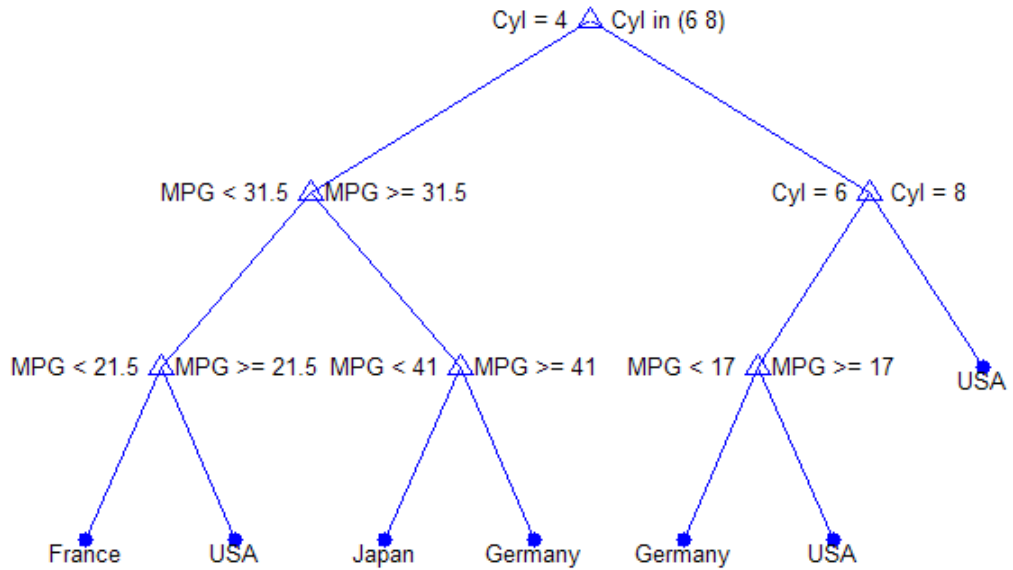 Cyl = 4 Cyl in (6 8)
MPG < 31.5 MPG >= 31.5 Cyl = 6 Cyl = 8
MPG < 21.5 MPG >= 21.5 MPG < 41 MPG >= 41 MPG < 17 MPG >= 17
USA
France USA Japan Germany Germany USA